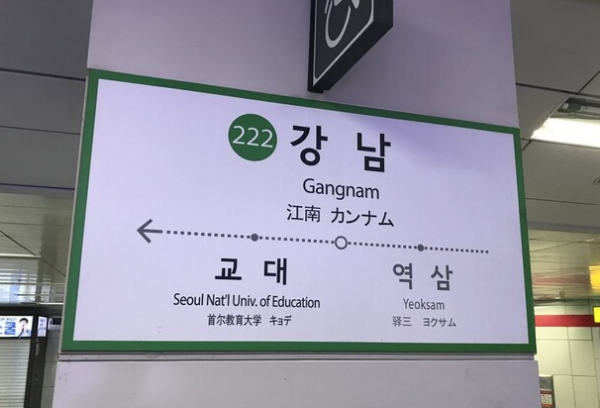 222 강남
Gangnam
江南 カンナム
교대 역삼
Seoul Nat'l Univ. of Education Yeoksam
首尔教育大学 キョデ 驿三 ヨクサム